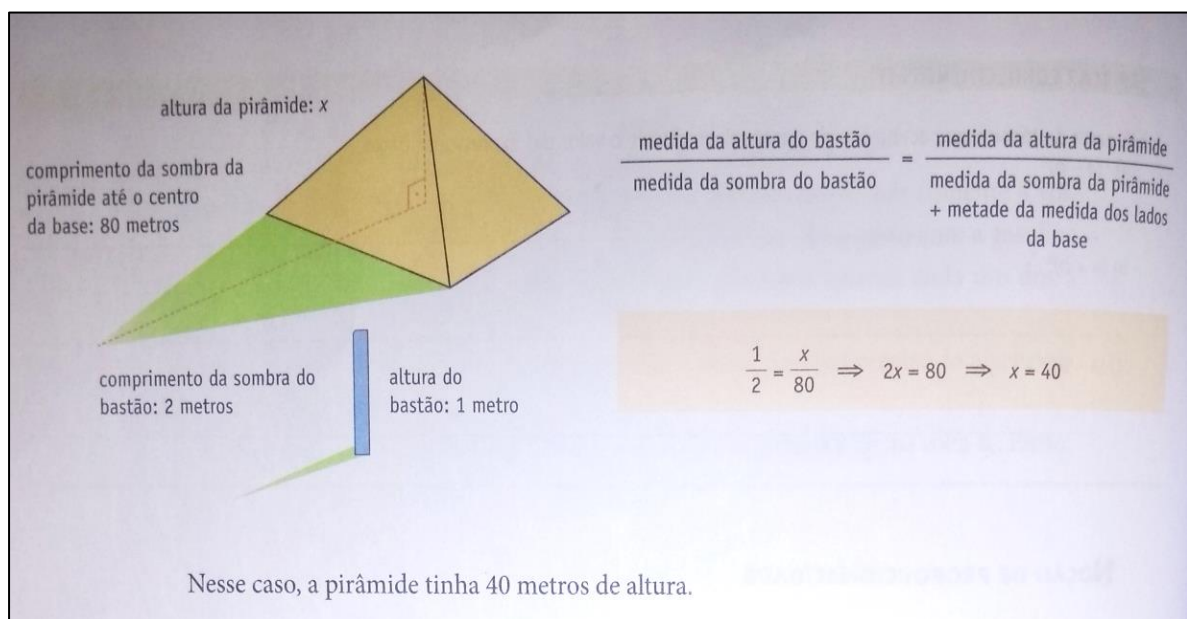 altura da pirâmide: x
comprimento da sombra da
pirâmide até o centro
da base: 80 metros
comprimento da sombra do
bastão: 2 metros
altura do
bastão: 1 metro
medida da altura do bastão
medida da sombra do bastão
=
medida da altura da pirâmide
medida da sombra da pirâmide
+ metade da medida dos lados
da base
1/2 = x/80 ⇒ 2x = 80 ⇒ x = 40
Nesse caso, a pirâmide tinha 40 metros de altura.